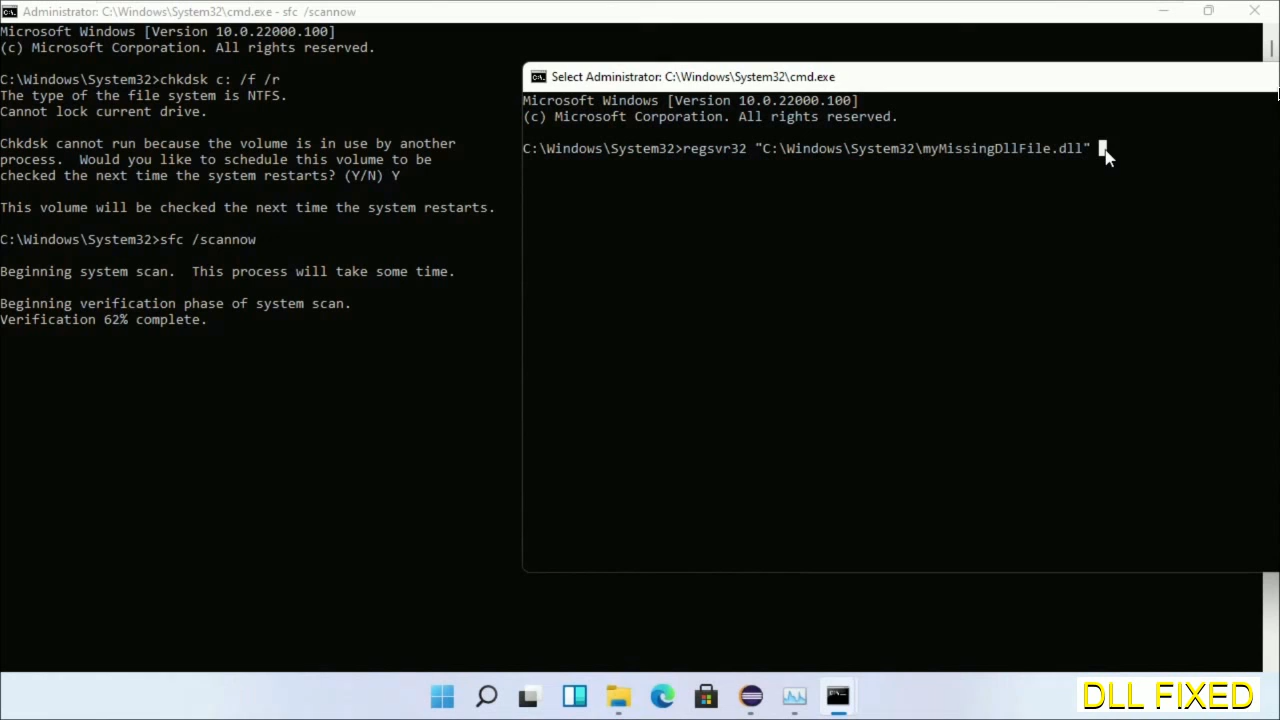 Administrator: C:\Windows\System32\cmd.exe - sfc /scannow
Microsoft Windows [Version 10.0.22000.100]
(c) Microsoft Corporation. All rights reserved.
C:\Windows\System32>chkdsk c: /f /r
The type of the file system is NTFS.
Cannot lock current drive.
Chkdsk cannot run because the volume is in use by another
process.  Would you like to schedule this volume to be
checked the next time the system restarts? (Y/N) Y
This volume will be checked the next time the system restarts.
C:\Windows\System32>sfc /scannow
Beginning system scan.  This process will take some time.
Beginning verification phase of system scan.
Verification 62% complete.
Select Administrator: C:\Windows\System32\cmd.exe
Microsoft Windows [Version 10.0.22000.100]
(c) Microsoft Corporation. All rights reserved.
C:\Windows\System32>regsvr32 "C:\Windows\System32\myMissingDllFile.dll"
DLL FIXED